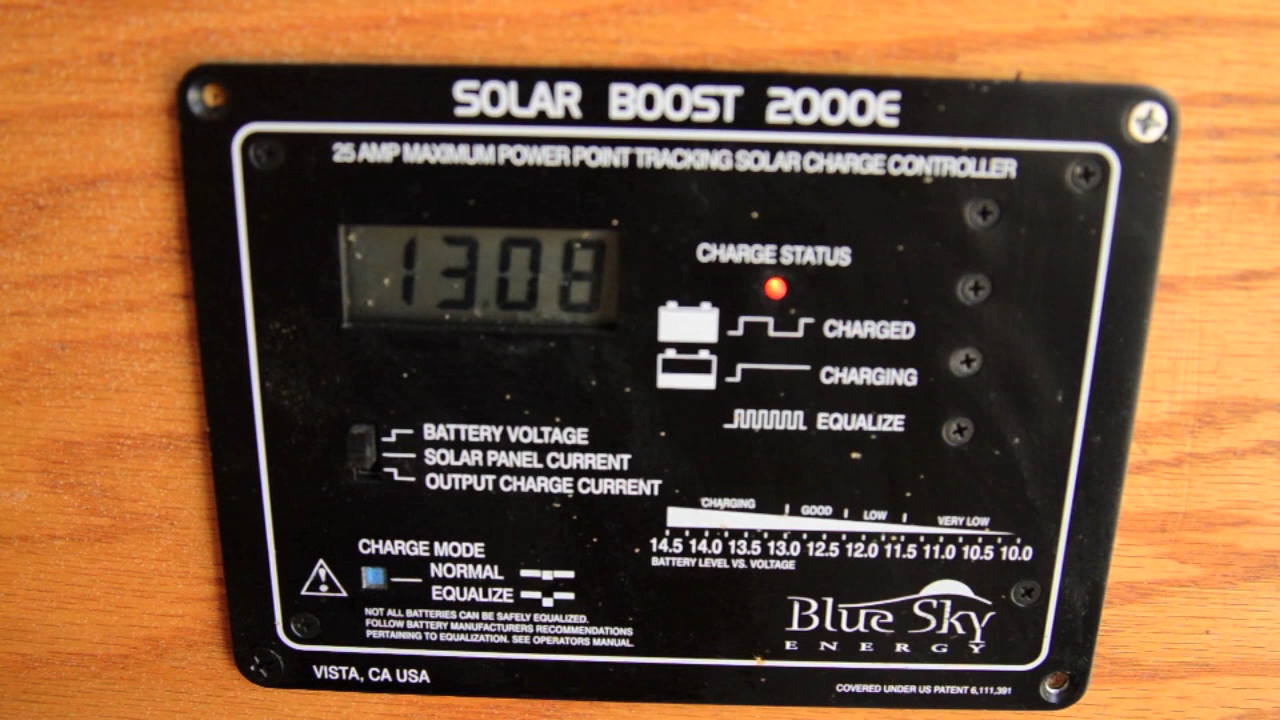 SOLAR BOOST 2000E
25 AMP MAXIMUM POWER POINT TRACKING SOLAR CHARGE CONTROLLER
13.08
CHARGE STATUS
CHARGED
CHARGING
EQUALIZE
BATTERY VOLTAGE
SOLAR PANEL CURRENT
OUTPUT CHARGE CURRENT
CHARGING GOOD LOW VERY LOW
14.5 14.0 13.5 13.0 12.5 12.0 11.5 11.0 10.5 10.0
BATTERY LEVEL VS. VOLTAGE
CHARGE MODE
NORMAL
EQUALIZE
NOT ALL BATTERIES CAN BE SAFELY EQUALIZED.
FOLLOW BATTERY MANUFACTURERS RECOMMENDATIONS
PERTAINING TO EQUALIZATION. SEE OPERATORS MANUAL.
Blue Sky
ENERGY
VISTA, CA USA
COVERED UNDER US PATENT 6,111,391